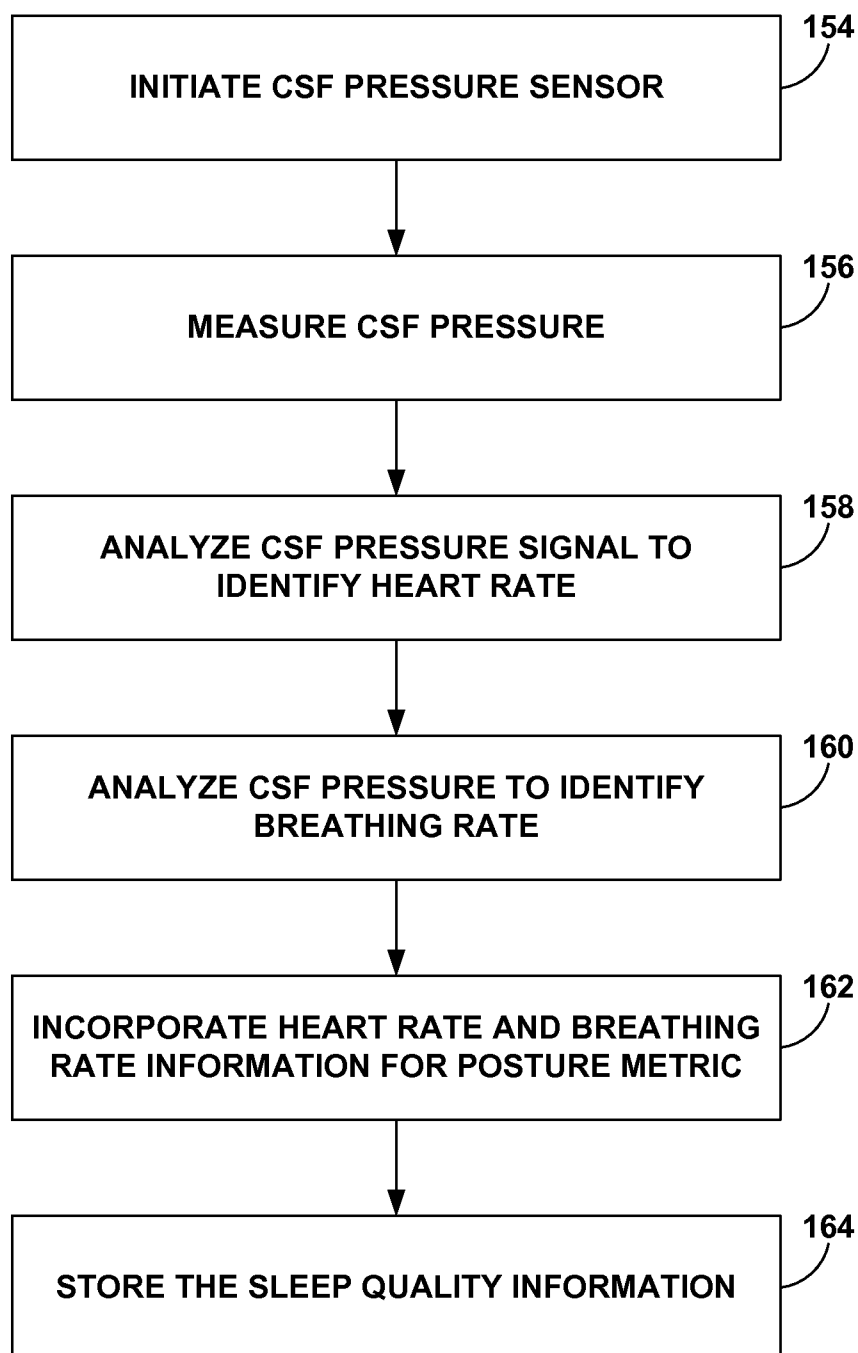 154
INITIATE CSF PRESSURE SENSOR
156
MEASURE CSF PRESSURE
158
ANALYZE CSF PRESSURE SIGNAL TO
IDENTIFY HEART RATE
160
ANALYZE CSF PRESSURE TO IDENTIFY
BREATHING RATE
162
INCORPORATE HEART RATE AND BREATHING
RATE INFORMATION FOR POSTURE METRIC
164
STORE THE SLEEP QUALITY INFORMATION